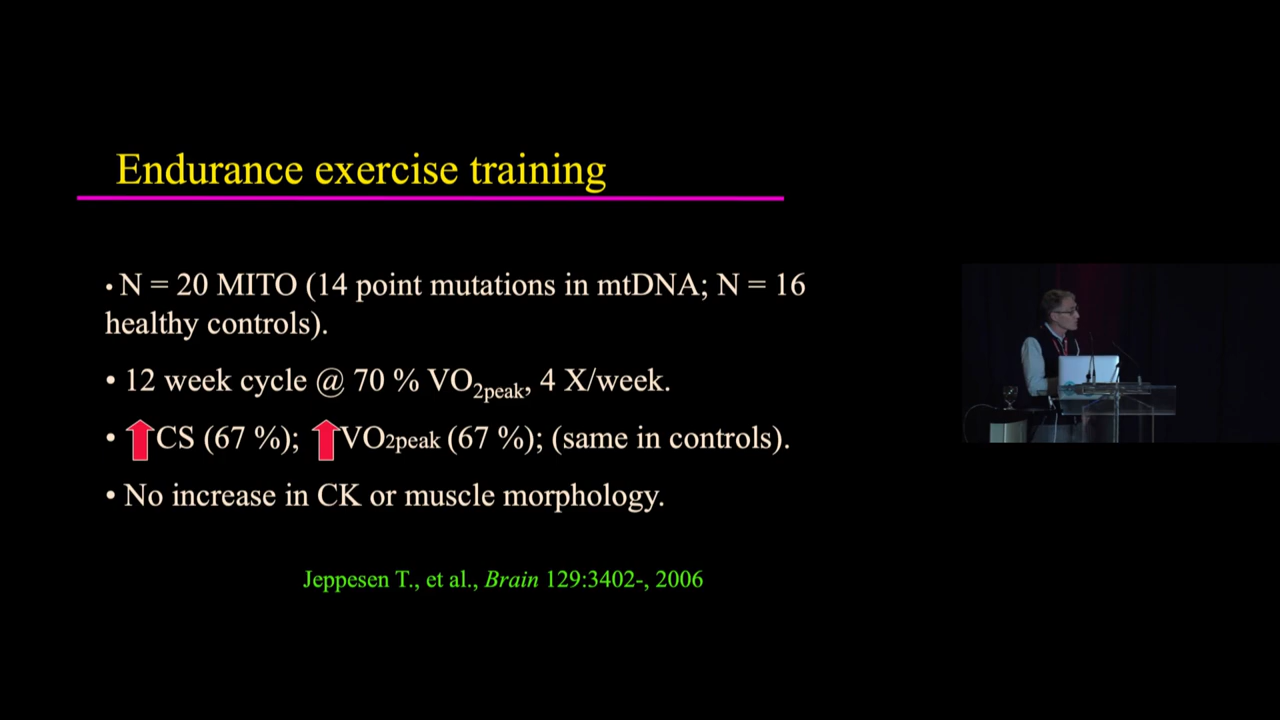 Endurance exercise training
• N = 20 MITO (14 point mutations in mtDNA; N = 16
healthy controls).
• 12 week cycle @ 70 % VO2peak, 4 X/week.
• CS (67 %); VO2peak (67 %); (same in controls).
• No increase in CK or muscle morphology.
Jeppesen T., et al., Brain 129:3402-, 2006